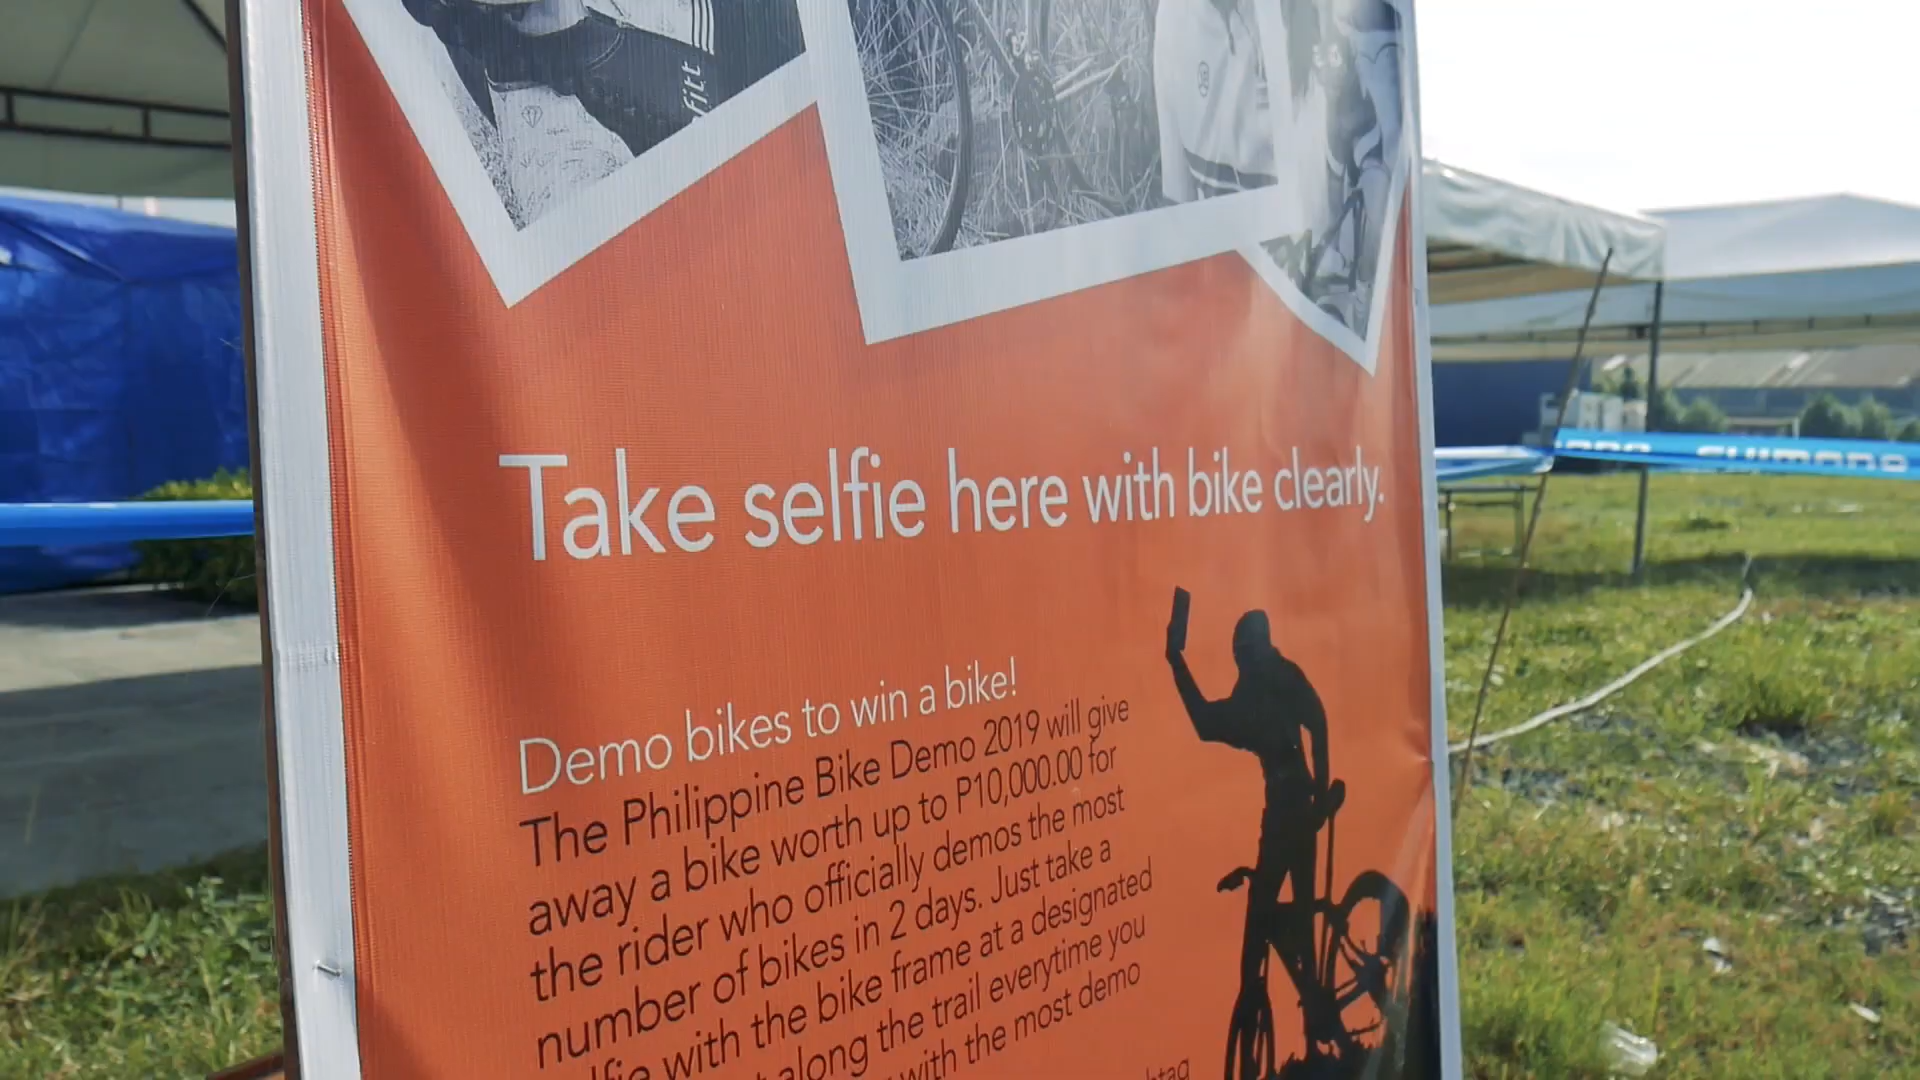 fitt
Take selfie here with bike clearly.
SHIMANO
Demo bikes to win a bike!
The Philippine Bike Demo 2019 will give
away a bike worth up to P10,000.00 for
the rider who officially demos the most
number of bikes in 2 days. Just take a
with the bike frame at a designated
along the trail everytime you
with the most demo